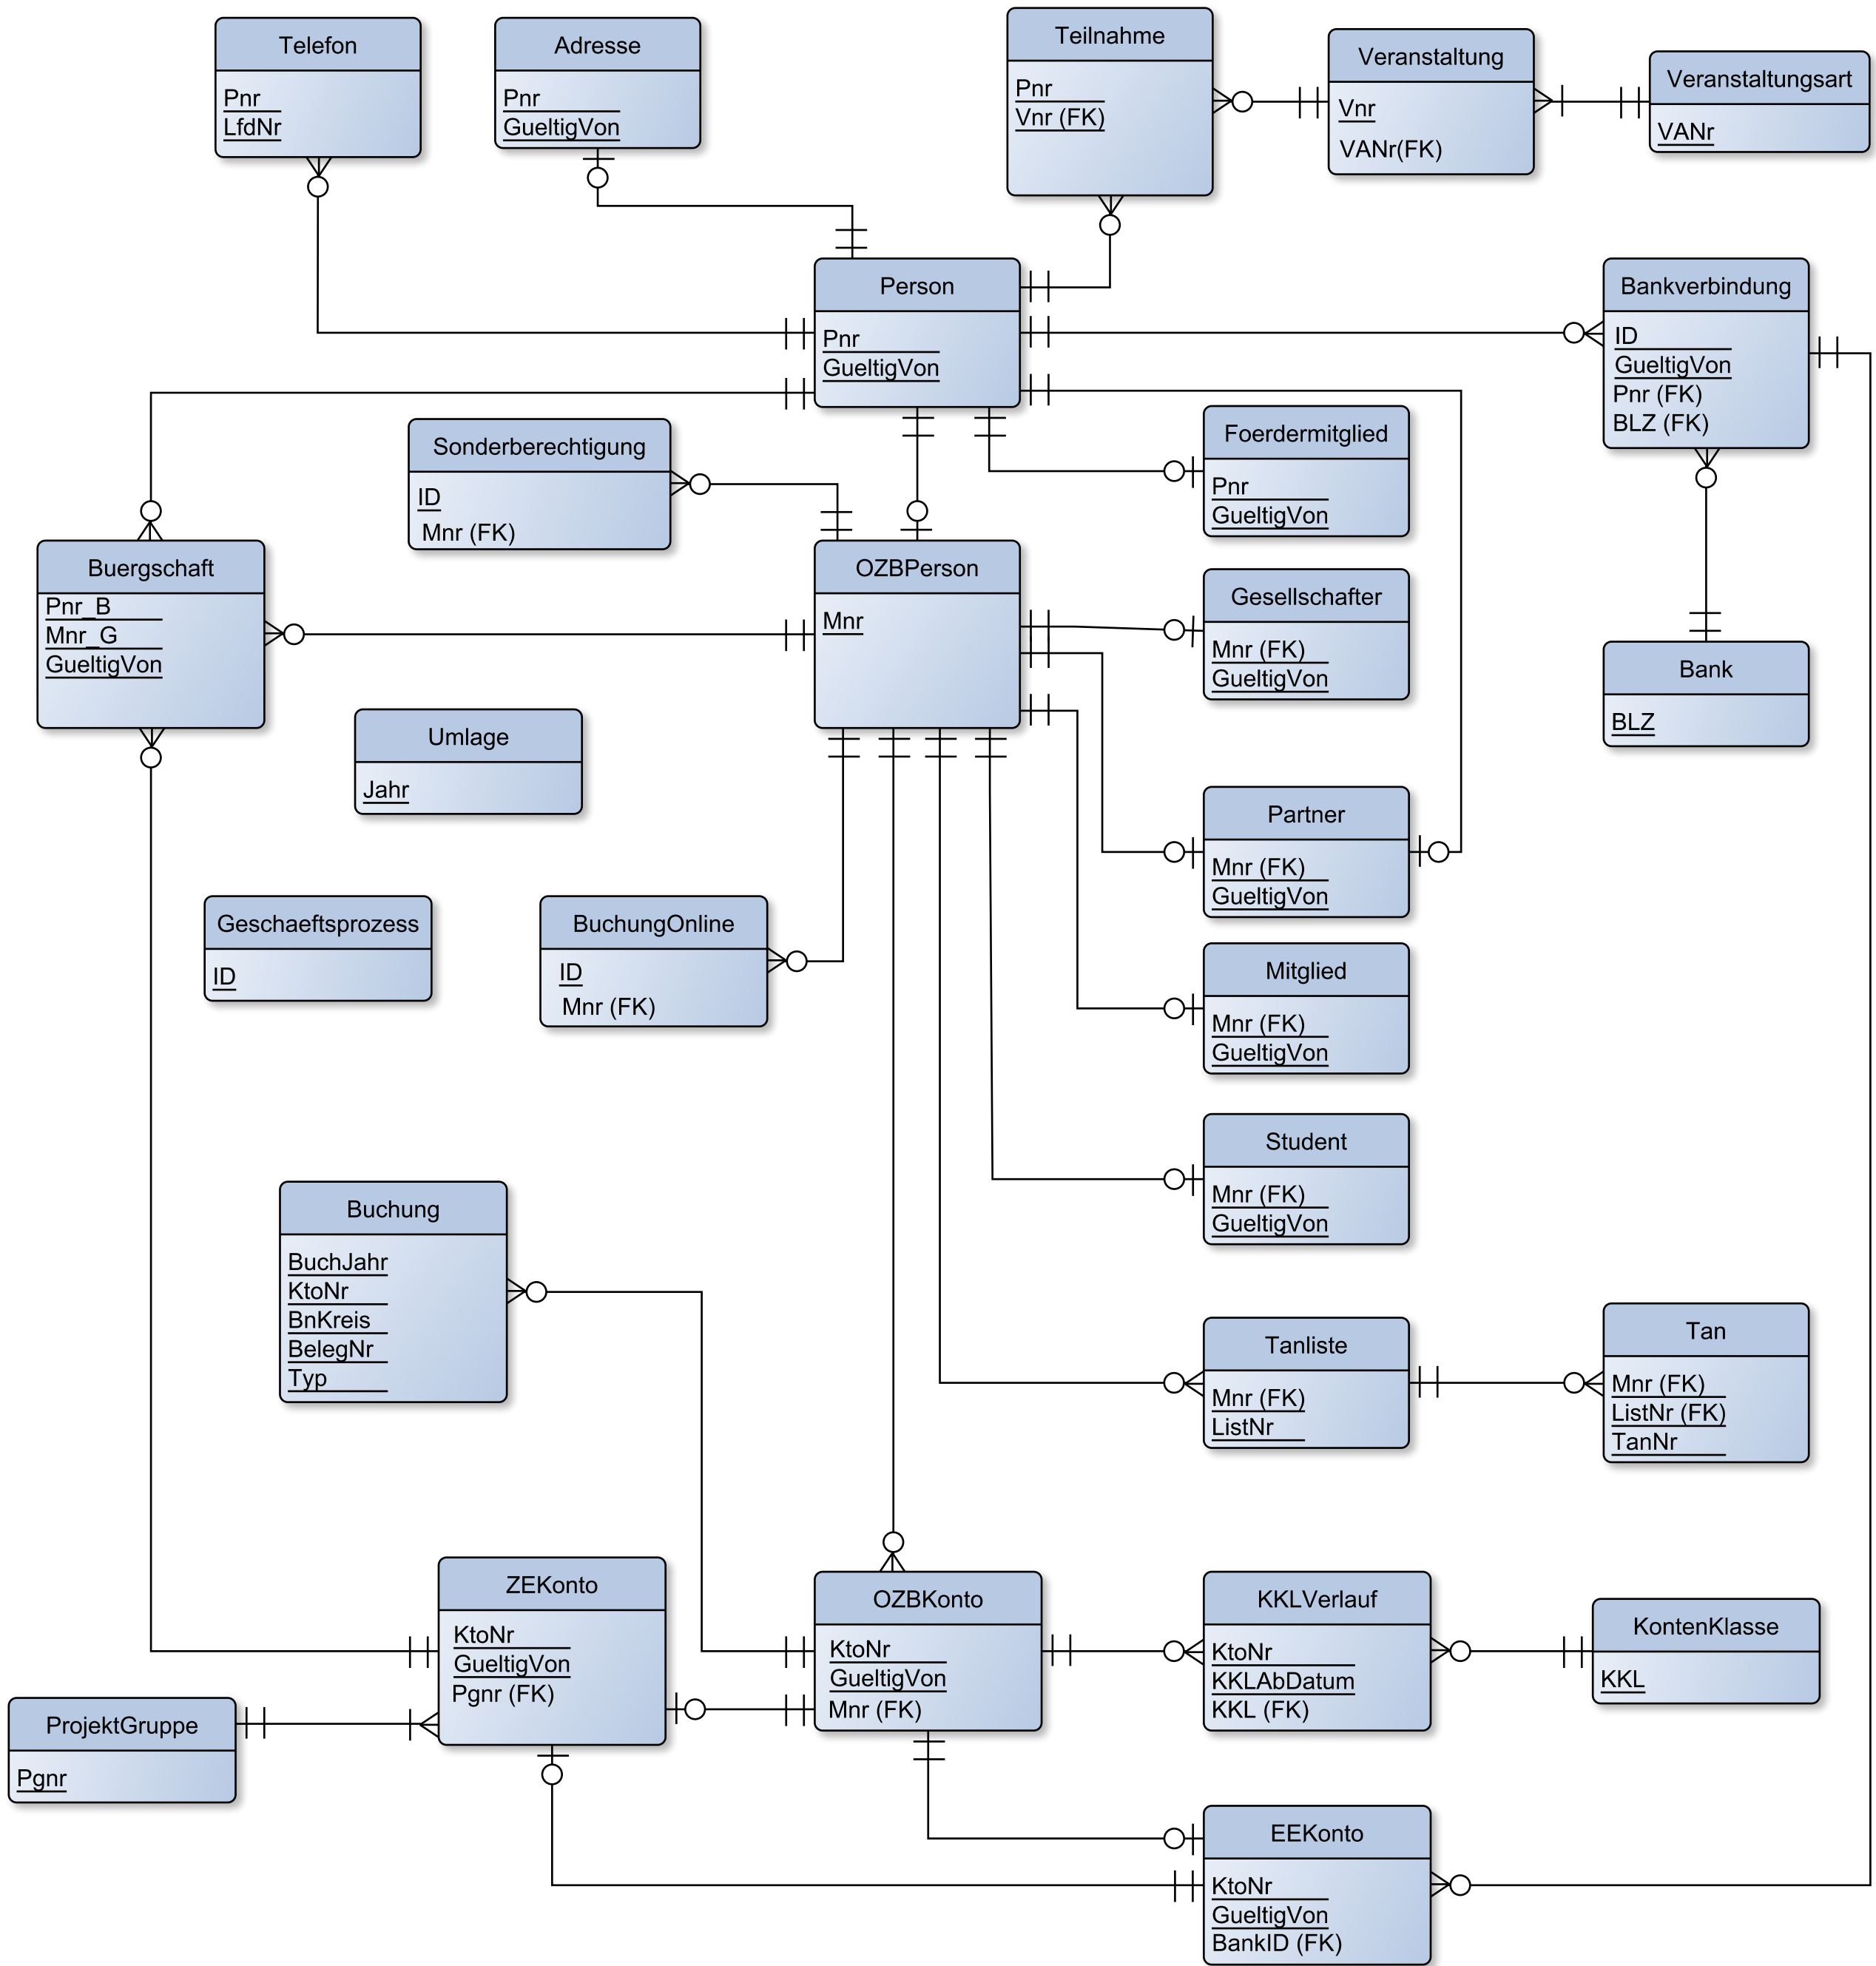 Telefon
Pnr
LfdNr
Adresse
Pnr
GueltigVon
Teilnahme
Pnr
Vnr (FK)
Veranstaltung
Vnr
VANr(FK)
Veranstaltungsart
VANr
Person
Pnr
GueltigVon
Bankverbindung
ID
GueltigVon
Pnr (FK)
BLZ (FK)
Sonderberechtigung
ID
Mnr (FK)
Foerdermitglied
Pnr
GueltigVon
Buergschaft
Pnr_B
Mnr_G
GueltigVon
OZBPerson
Mnr
Gesellschafter
Mnr (FK)
GueltigVon
Bank
BLZ
Umlage
Jahr
Partner
Mnr (FK)
GueltigVon
Geschaeftsprozess
ID
BuchungOnline
ID
Mnr (FK)
Mitglied
Mnr (FK)
GueltigVon
Student
Mnr (FK)
GueltigVon
Buchung
BuchJahr
KtoNr
BnKreis
BelegNr
Typ
Tanliste
Mnr (FK)
ListNr
Tan
Mnr (FK)
ListNr (FK)
TanNr
ZEKonto
KtoNr
GueltigVon
Pgnr (FK)
OZBKonto
KtoNr
GueltigVon
Mnr (FK)
KKLVerlauf
KtoNr
KKLAbDatum
KKL (FK)
KontenKlasse
KKL
ProjektGruppe
Pgnr
EEKonto
KtoNr
GueltigVon
BankID (FK)